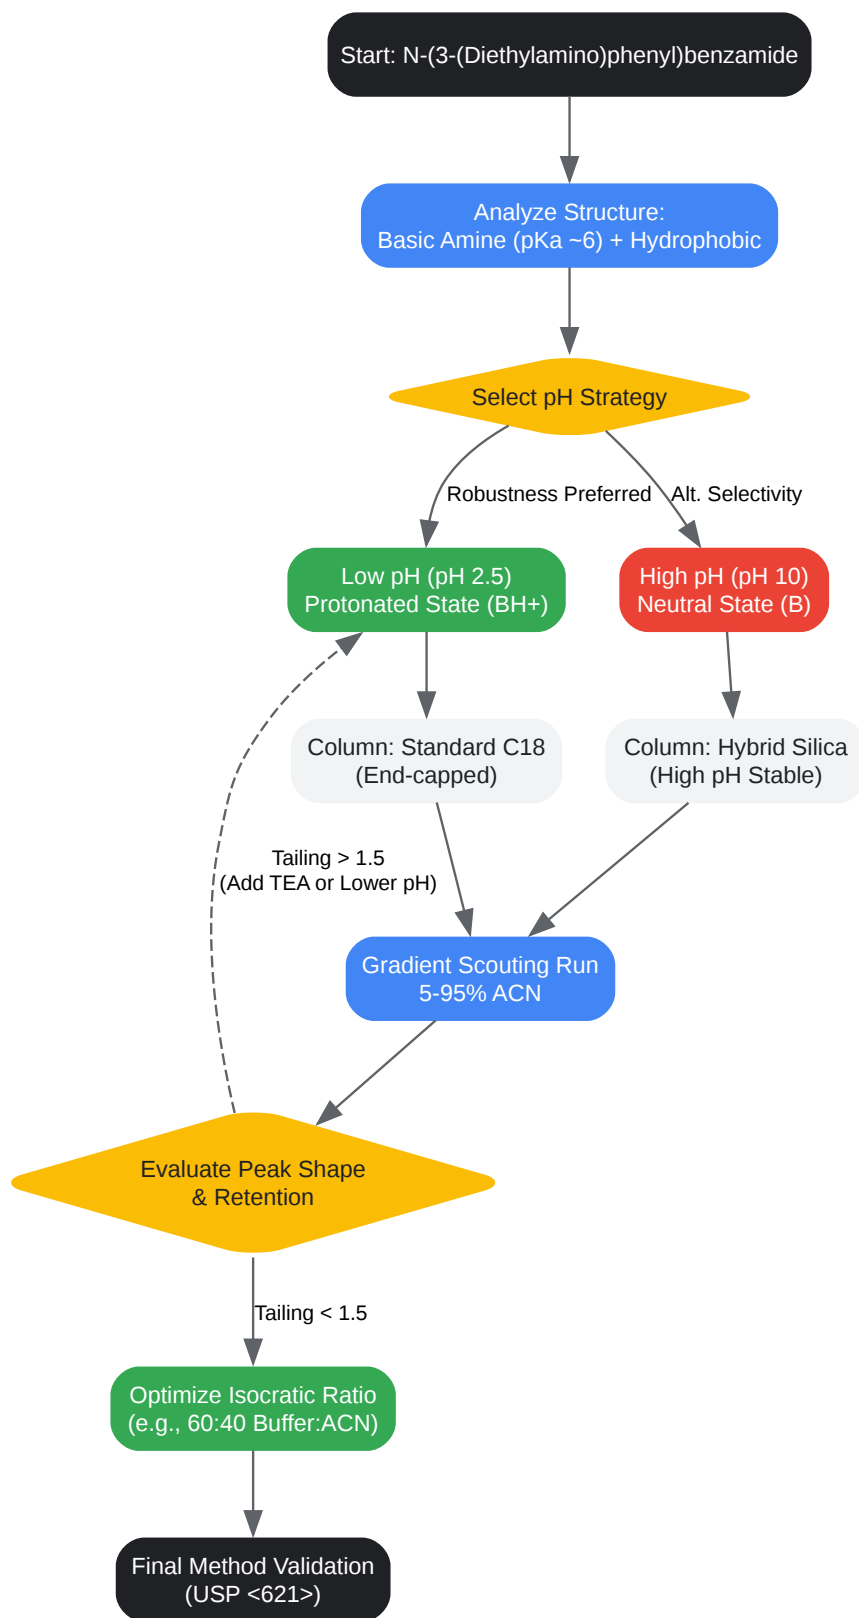 Start: N-(3-(Diethylamino)phenyl)benzamide
Analyze Structure:
Basic Amine (pKa ~6) + Hydrophobic
Select pH Strategy
Robustness Preferred
Alt. Selectivity
Low pH (pH 2.5)
Protonated State (BH+)
High pH (pH 10)
Neutral State (B)
Column: Standard C18
(End-capped)
Column: Hybrid Silica
(High pH Stable)
Tailing > 1.5
(Add TEA or Lower pH)
Gradient Scouting Run
5-95% ACN
Evaluate Peak Shape
& Retention
Tailing < 1.5
Optimize Isocratic Ratio
(e.g., 60:40 Buffer:ACN)
Final Method Validation
(USP <621>)